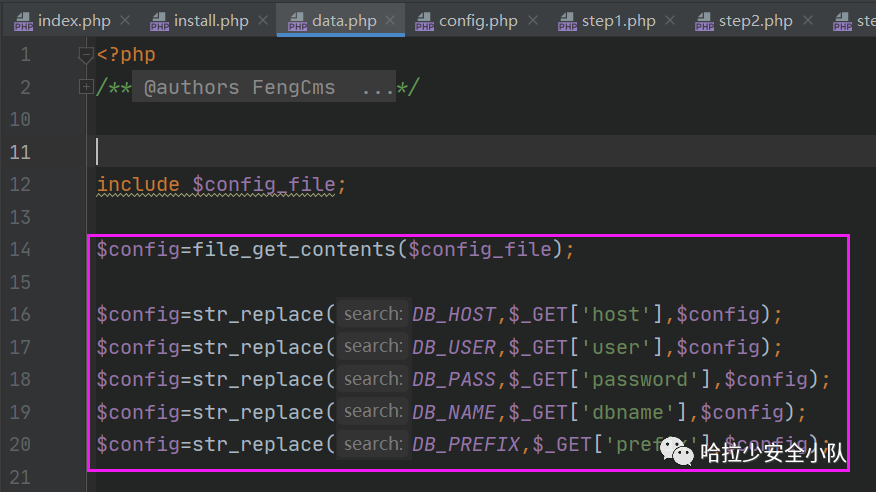 index.php × install.php × data.php × config.php × step1.php × step2.php × ste
1 <?php
2 /** @authors FengCms ...*/
10
11
12 include $config_file;
13
14 $config=file_get_contents($config_file);
15
16 $config=str_replace( search: DB_HOST,$_GET['host'],$config);
17 $config=str_replace( search: DB_USER,$_GET['user'],$config);
18 $config=str_replace( search: DB_PASS,$_GET['password'],$config);
19 $config=str_replace( search: DB_NAME,$_GET['dbname'],$config);
20 $config=str_replace( search: DB_PREFIX,$_GET['prefix'],$config);
哈拉少安全小队
21